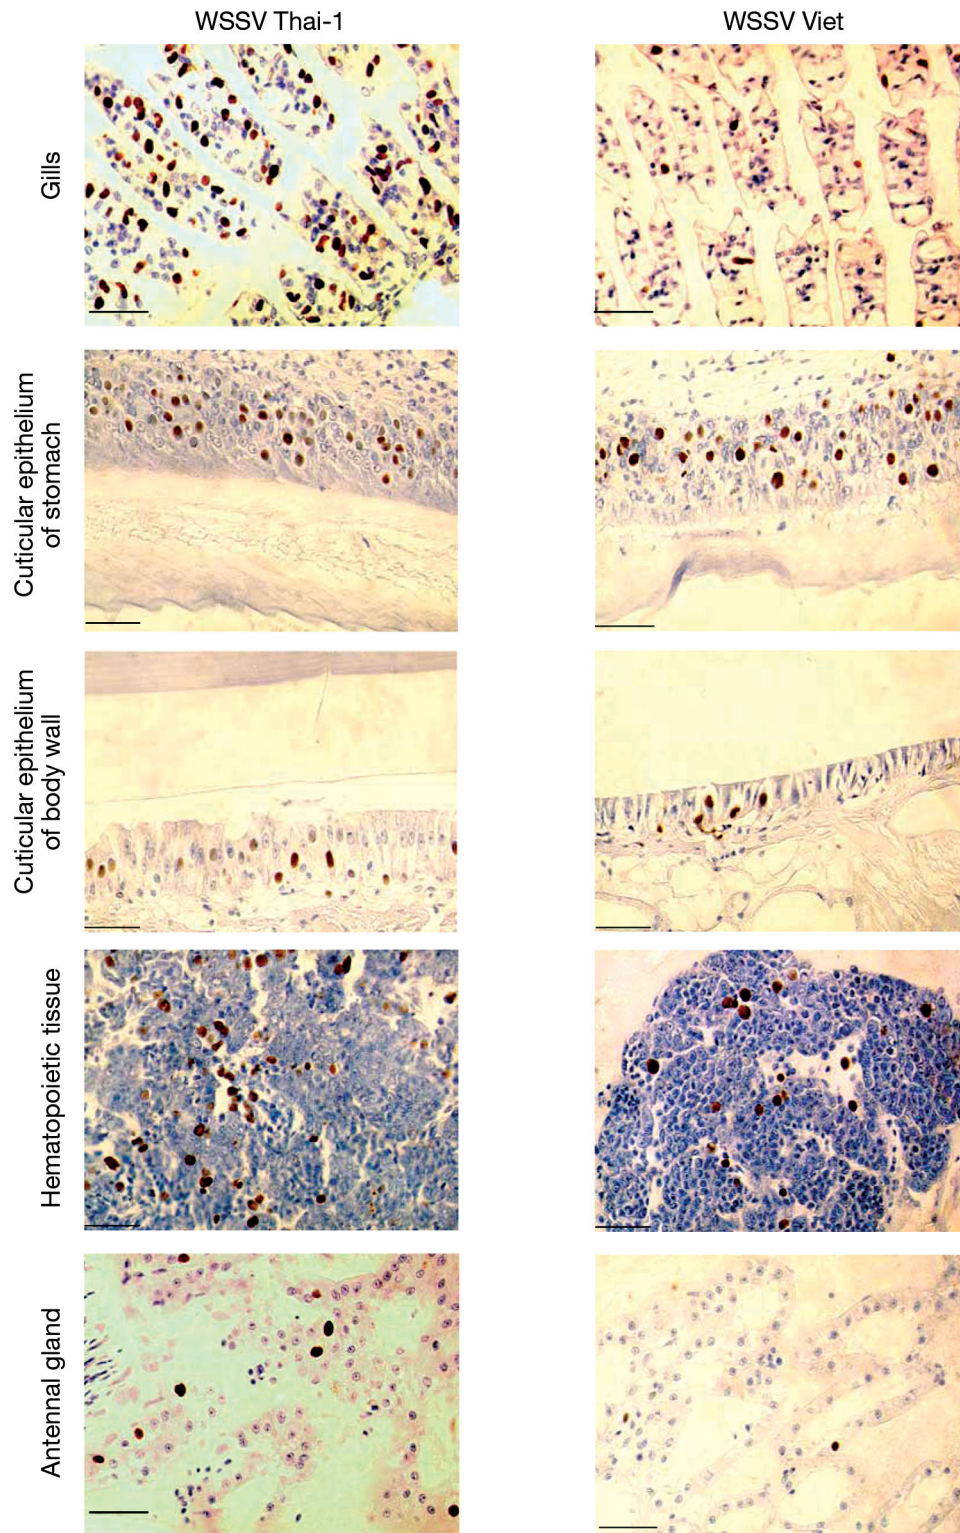 WSSV Thai-1
WSSV Viet
Gills
Cuticular epithelium
of stomach
Cuticular epithelium
of body wall
Hematopoietic tissue
Antennal gland